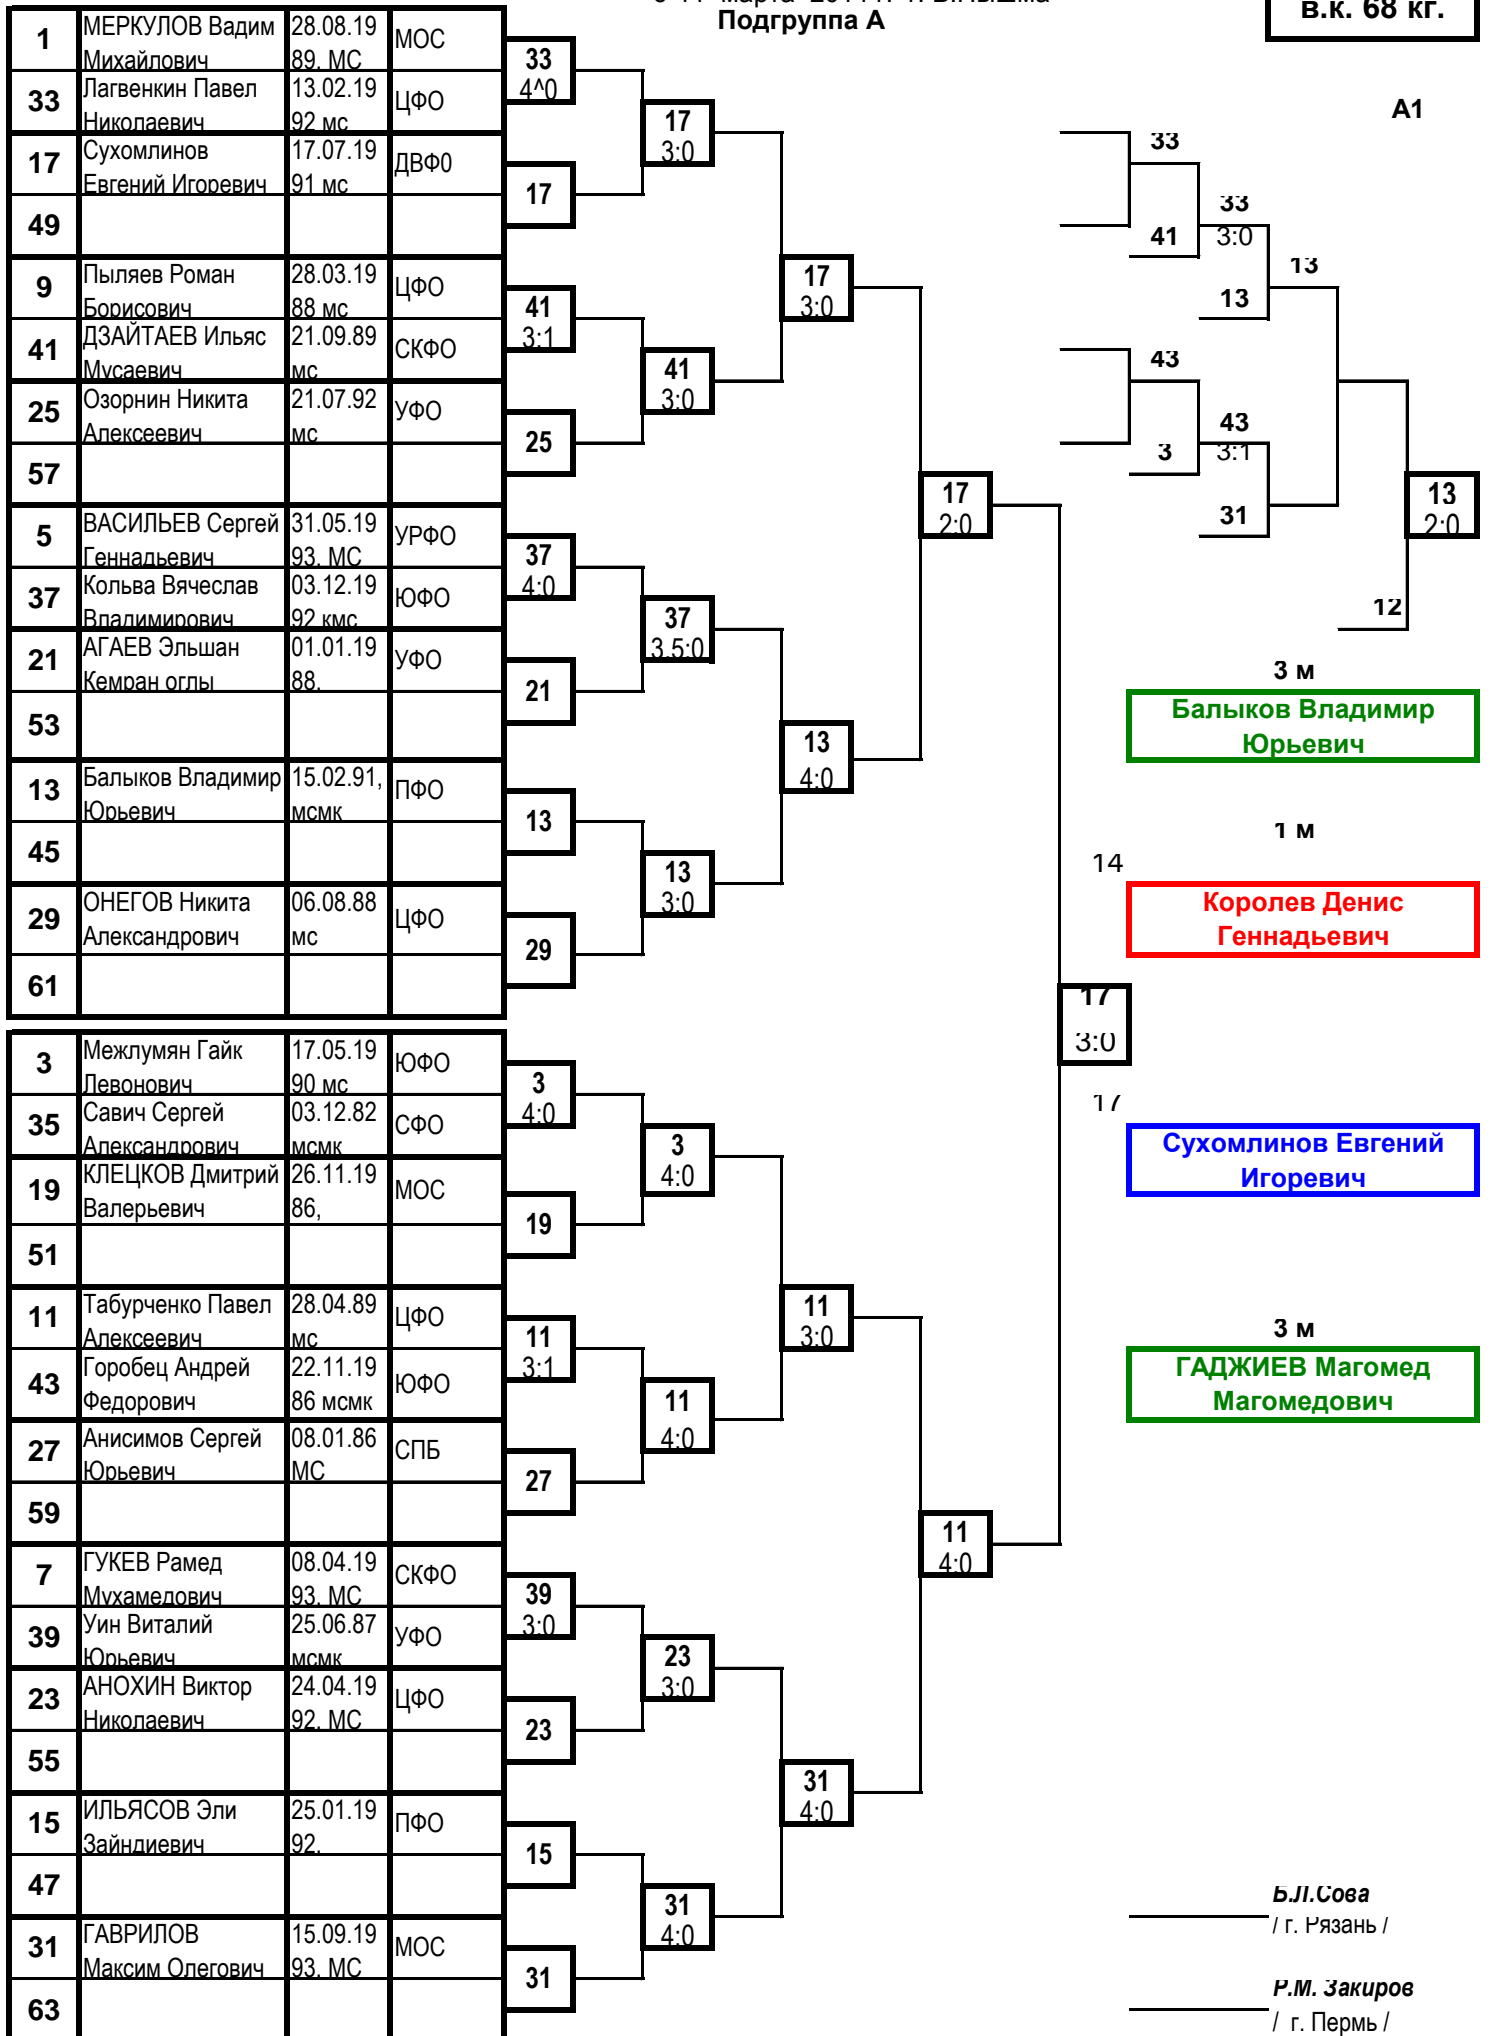 Подгруппа А
в.к. 68 кг.
1 МЕРКУЛОВ Вадим 28.08.19 МОС
Михайлович 89. МС
33 Лагвенкин Павел 13.02.19 ЦФО
Николаевич 92 мс
17 Сухомлинов 17.07.19 ДВФ0
Евгений Игоревич 91 мс
49
9 Пыляев Роман 28.03.19 ЦФО
Борисович 88 мс
41 ДЗАЙТАЕВ Ильяс 21.09.89 СКФО
Мусаевич мс
25 Озорнин Никита 21.07.92 УФО
Алексеевич мс
57
5 ВАСИЛЬЕВ Сергей 31.05.19 УРФО
Геннадьевич 93. МС
37 Кольва Вячеслав 03.12.19 ЮФО
Владимирович 92 кмс
21 АГАЕВ Эльшан 01.01.19 УФО
Кемран оглы 88.
53
13 Балыков Владимир 15.02.91, ПФО
Юрьевич мсмк
45
29 ОНЕГОВ Никита 06.08.88 ЦФО
Александрович мс
61
3 Межлумян Гайк 17.05.19 ЮФО
Левонович 90 мс
35 Савич Сергей 03.12.82 СФО
Александрович мсмк
19 КЛЕЦКОВ Дмитрий 26.11.19 МОС
Валерьевич 86,
51
11 Табурченко Павел 28.04.89 ЦФО
Алексеевич мс
43 Горобец Андрей 22.11.19 ЮФО
Федорович 86 мсмк
27 Анисимов Сергей 08.01.86 СПБ
Юрьевич МС
59
7 ГУКЕВ Рамед 08.04.19 СКФО
Мухамедович 93. МС
39 Уин Виталий 25.06.87 УФО
Юрьевич мсмк
23 АНОХИН Виктор 24.04.19 ЦФО
Николаевич 92. МС
55
15 ИЛЬЯСОВ Эли 25.01.19 ПФО
Зайндиевич 92.
47
31 ГАВРИЛОВ 15.09.19 МОС
Максим Олегович 93. МС
63
33
4^0
17
41
3:1
25
37
4:0
21
13
29
3
4:0
19
11
3:1
27
39
3:0
23
15
31
17
3:0
41
3:0
37
3.5:0
13
3:0
3
4:0
11
4:0
23
3:0
31
4:0
17
3:0
13
4:0
11
3:0
31
4:0
17
2:0
11
4:0
14
17
3:0
17
А1
33
41
33
3:0
13
13
43
3
43
3:1
31
13
2:0
12
3 м
Балыков Владимир
Юрьевич
1 м
Королев Денис
Геннадьевич
Сухомлинов Евгений
Игоревич
3 м
ГАДЖИЕВ Магомед
Магомедович
Б.Л.Сова
/ г. Рязань /
Р.М. Закиров
/ г. Пермь /